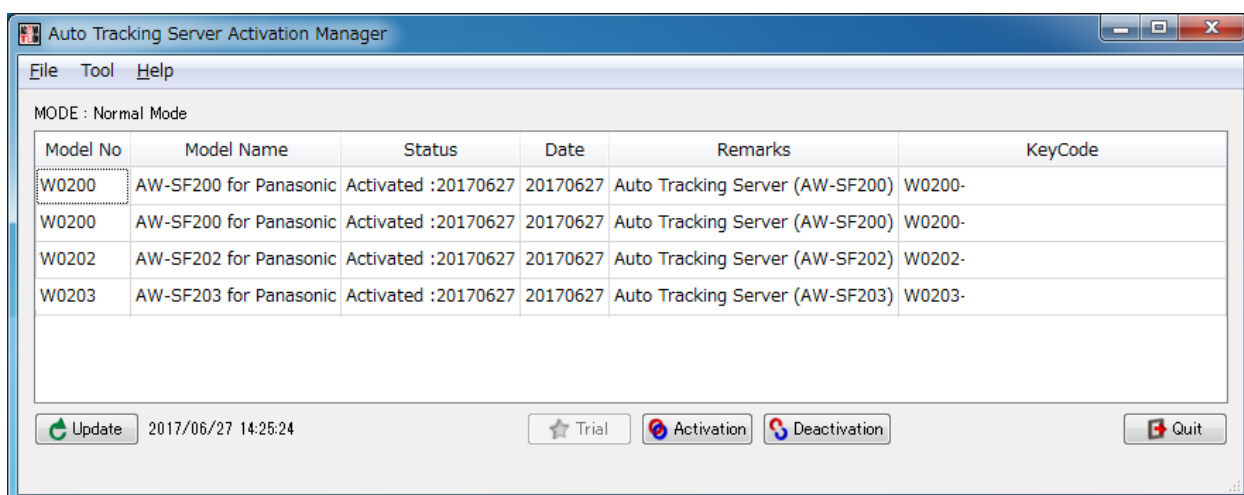 Auto Tracking Server Activation Manager
File Tool Help
MODE : Normal Mode
Model No Model Name Status Date Remarks KeyCode
W0200 AW-SF200 for Panasonic Activated :20170627 20170627 Auto Tracking Server (AW-SF200) W0200-
W0200 AW-SF200 for Panasonic Activated :20170627 20170627 Auto Tracking Server (AW-SF200) W0200-
W0202 AW-SF202 for Panasonic Activated :20170627 20170627 Auto Tracking Server (AW-SF202) W0202-
W0203 AW-SF203 for Panasonic Activated :20170627 20170627 Auto Tracking Server (AW-SF203) W0203-
Update 2017/06/27 14:25:24 Trial Activation Deactivation Quit